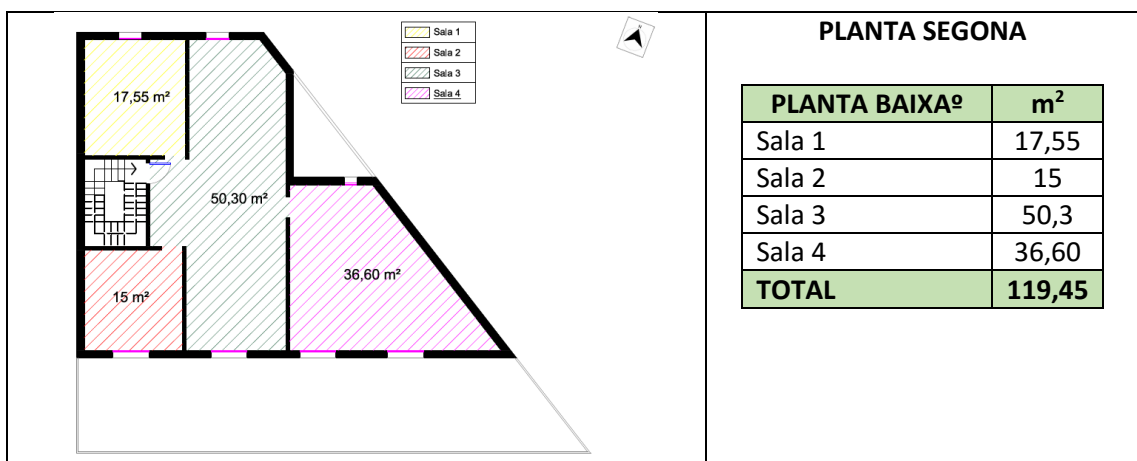 Sala 1
Sala 2
Sala 3
Sala 4
N
17,55 m²
50,30 m²
36,60 m²
15 m²
PLANTA SEGONA
PLANTA BAIXAº m²
Sala 1 17,55
Sala 2 15
Sala 3 50,3
Sala 4 36,60
TOTAL 119,45